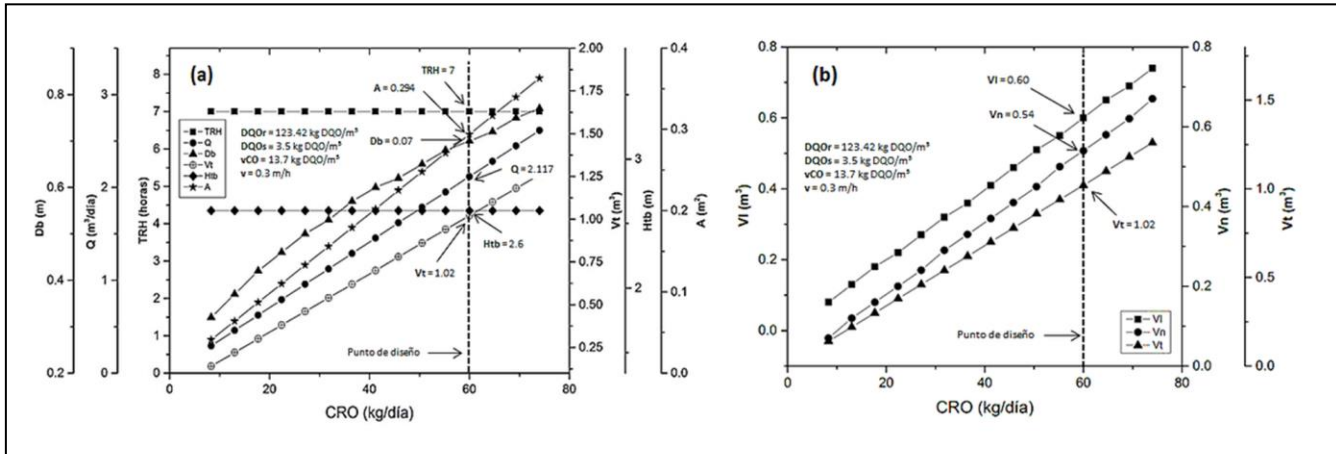 (a)
TRH = 7
A = 0.294
Db = 0.07
Q = 2.117
Htb = 2.6
Vt = 1.02
Punto de diseño
DQOr = 123.42 kg DQO/m³
DQOs = 3.5 kg DQO/m³
vCO = 13.7 kg DQO/m³
v = 0.3 m/h
TRH
Q
Db
Vt
Htb
A
Db (m)
0.2
0.4
0.6
0.8
Q (m³/día)
0
1
2
3
TRH (horas)
0
1
2
3
4
5
6
7
8
0
20
40
60
80
CRO (kg/día)
Vt (m³)
0.25
0.50
0.75
1.00
1.25
1.50
1.75
2.00
Htb (m)
2
3
A (m²)
0.0
0.1
0.2
0.3
0.4
(b)
Vl = 0.60
Vn = 0.54
Vt = 1.02
Punto de diseño
DQOr = 123.42 kg DQO/m³
DQOs = 3.5 kg DQO/m³
vCO = 13.7 kg DQO/m³
v = 0.3 m/h
Vl
Vn
Vt
Vl (m³)
0.0
0.2
0.4
0.6
0.8
0
20
40
60
80
CRO (kg/día)
Vn (m³)
0.0
0.2
0.4
0.6
0.8
Vt (m³)
0.0
0.5
1.0
1.5